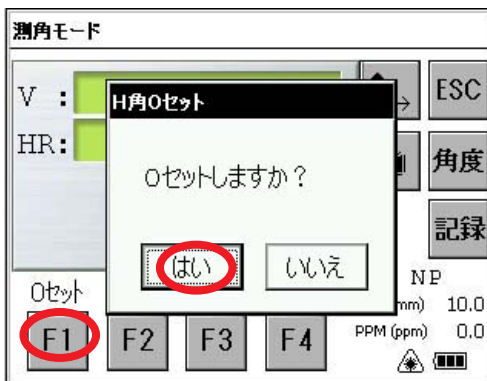 測角モード
V :
HR:
ESC
角度
記録
H角0セット
0セットしますか？
はい
いいえ
0セット
F1
F2
F3
F4
NP
mm) 10.0
PPM (ppm) 0.0